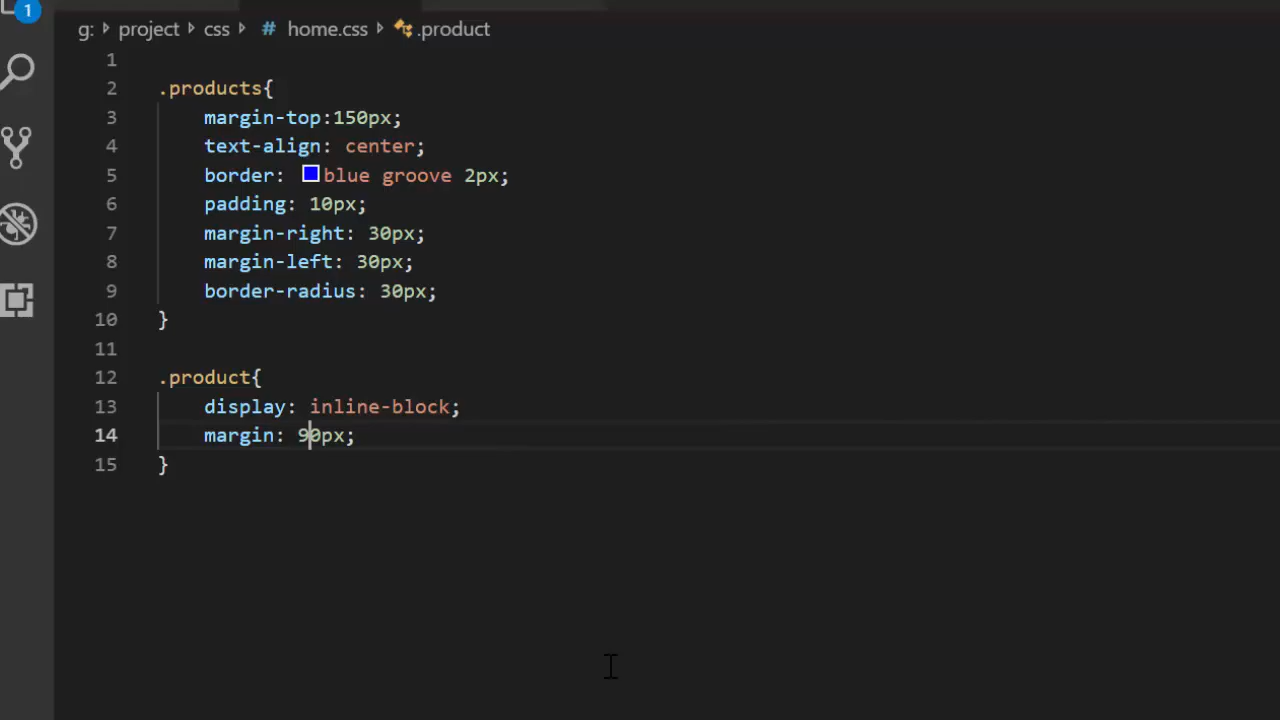 1
g: project css # home.css .product
1
2 .products{
3 margin-top:150px;
4 text-align: center;
5 border: blue groove 2px;
6 padding: 10px;
7 margin-right: 30px;
8 margin-left: 30px;
9 border-radius: 30px;
10 }
11
12 .product{
13 display: inline-block;
14 margin: 90px;
15 }